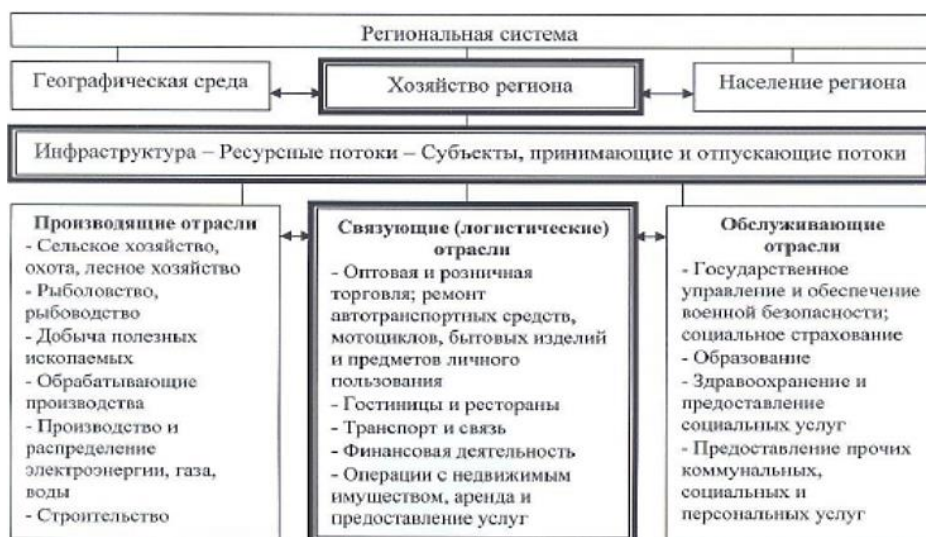 Региональная система
Географическая среда
Хозяйство региона
Население региона
Инфраструктура – Ресурсные потоки – Субъекты, принимающие и отпускающие потоки
Производящие отрасли
- Сельское хозяйство,
охота, лесное хозяйство
- Рыболовство,
рыбоводство
- Добыча полезных
ископаемых
- Обрабатывающие
производства
- Производство и
распределение
электроэнергии, газа,
воды
- Строительство
Связующие (логистические)
отрасли
- Оптовая и розничная
торговля; ремонт
автотранспортных средств,
мотоциклов, бытовых изделий
и предметов личного
пользования
- Гостиницы и рестораны
- Транспорт и связь
- Финансовая деятельность
- Операции с недвижимым
имуществом, аренда и
предоставление услуг
Обслуживающие
отрасли
- Государственное
управление и обеспечение
военной безопасности;
социальное страхование
- Образование
- Здравоохранение и
предоставление
социальных услуг
- Предоставление прочих
коммунальных,
социальных и
персональных услуг